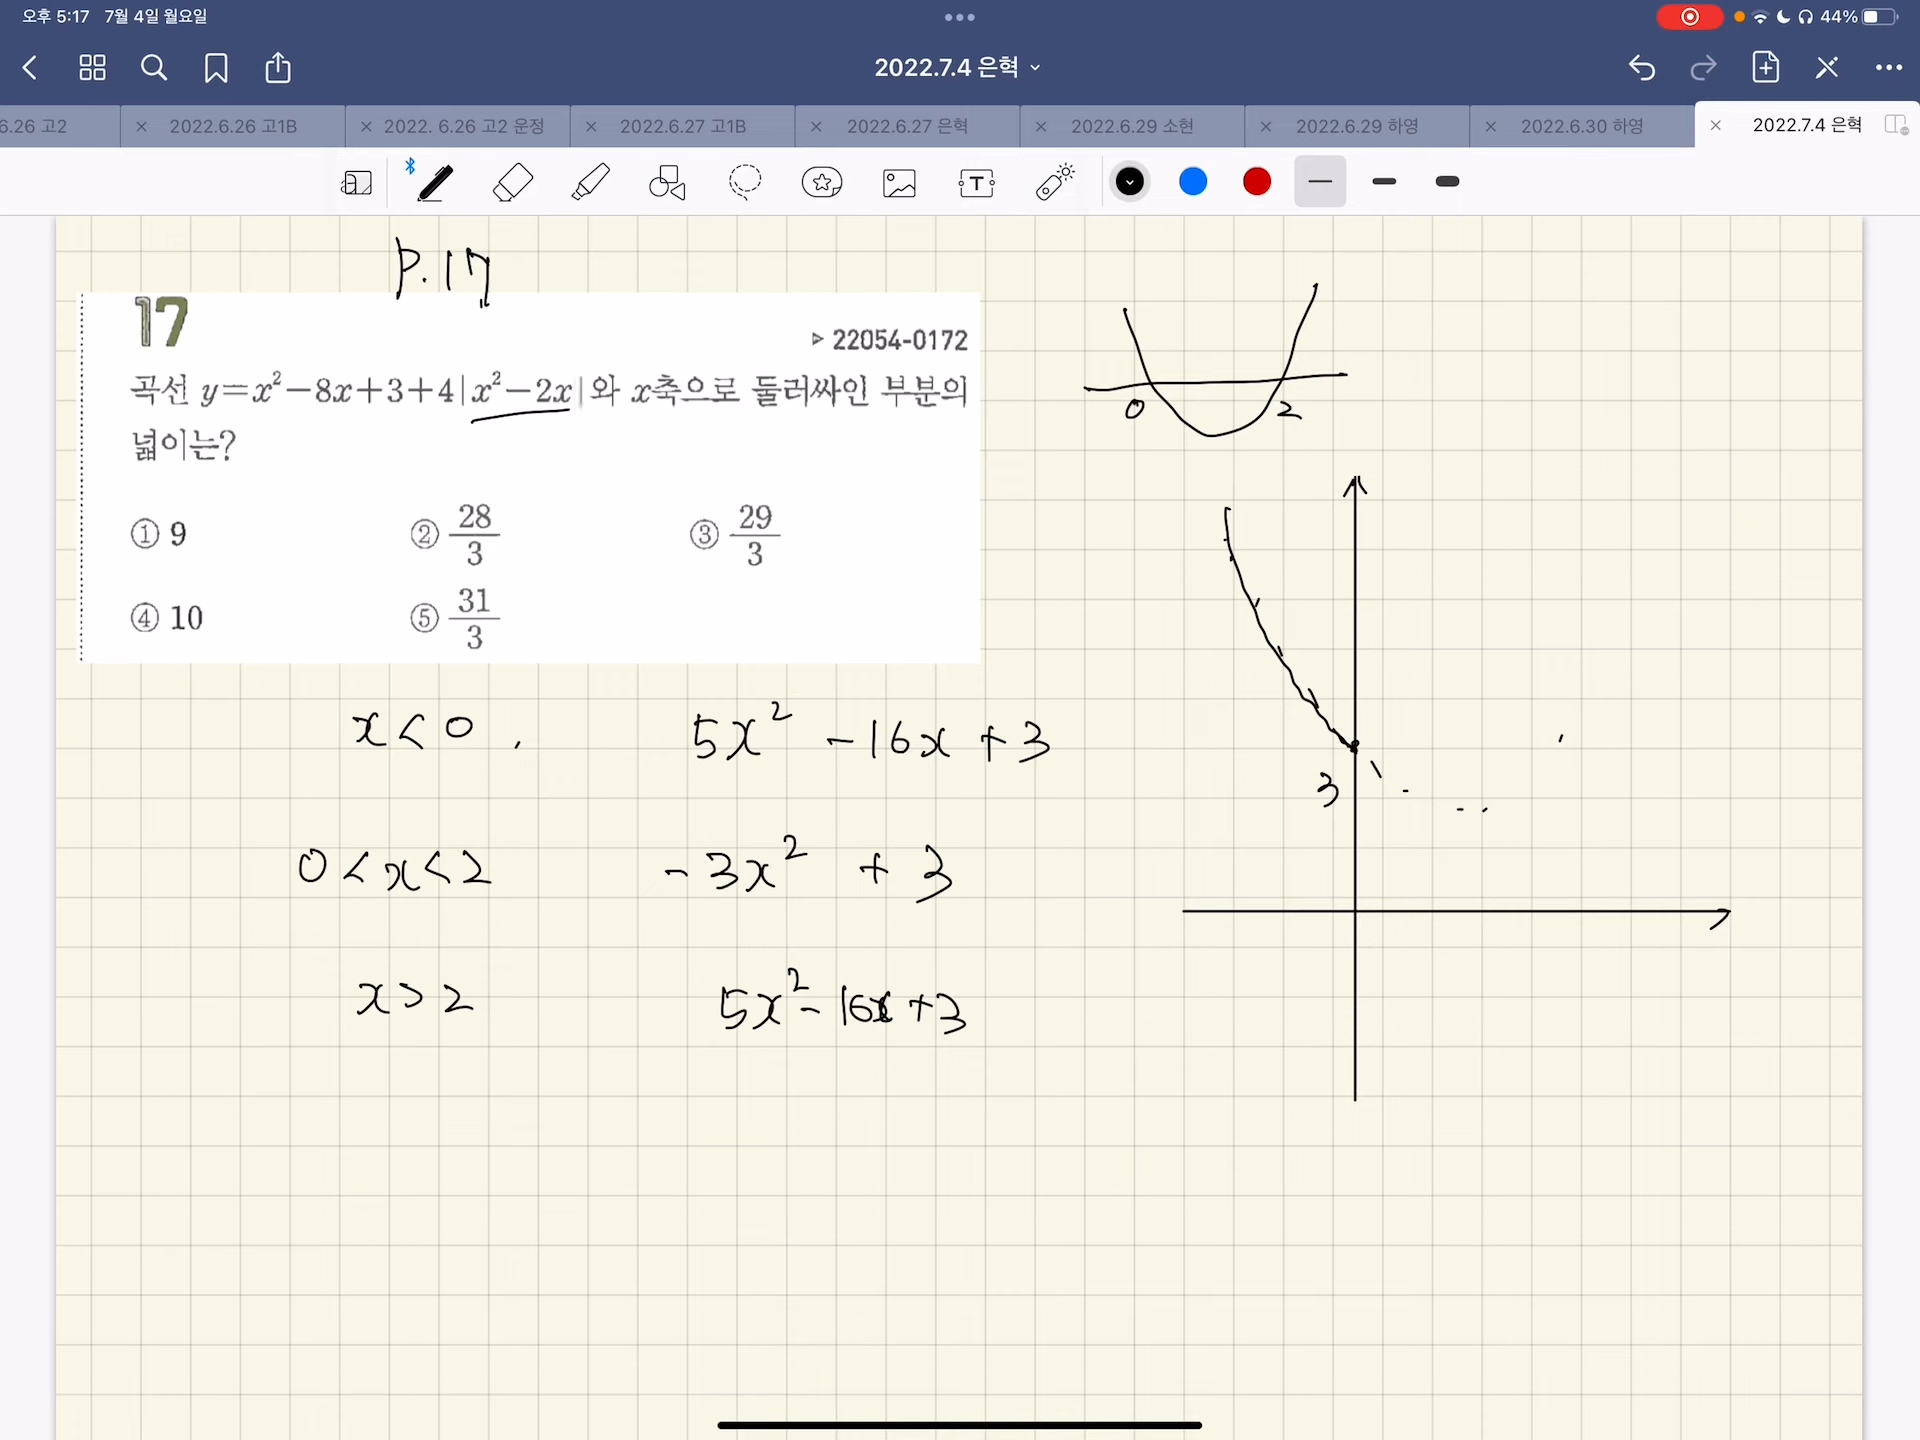 오후 5:17 7월 4일 월요일
44%
2022.7.4 은혁
6.26 고2
2022.6.26 고1B
2022. 6.26 고2 운정
2022.6.27 고1B
2022.6.27 은혁
2022.6.29 소현
2022.6.29 하영
2022.6.30 하영
2022.7.4 은혁
P.17
17
▷ 22054-0172
곡선 y=x²−8x+3+4|x²−2x|와 x축으로 둘러싸인 부분의
넓이는?
① 9 ② 28/3 ③ 29/3
④ 10 ⑤ 31/3
0 2
x<0, 5x² −16x +3
3
0<x<2 −3x² + 3
x>2 5x²−16x+3